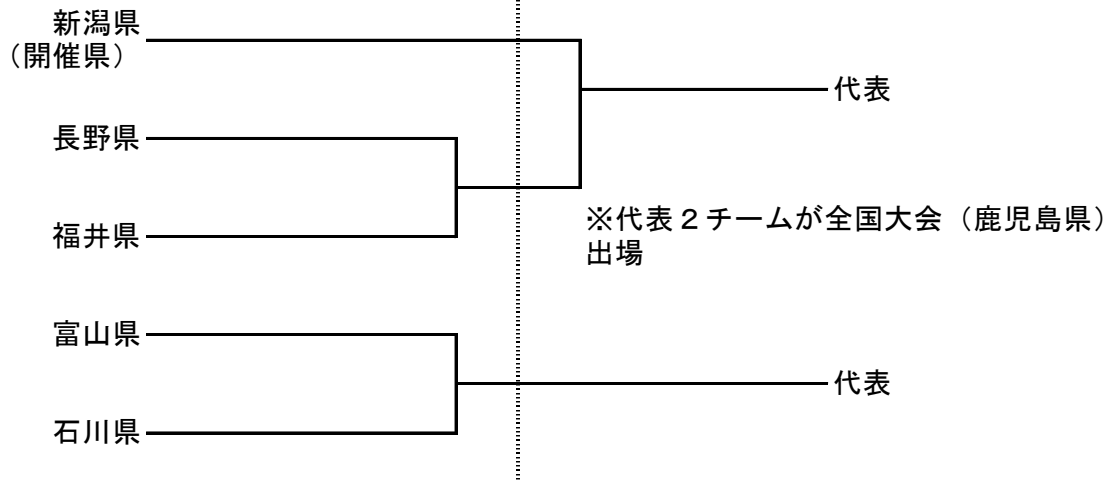 新潟県
（開催県）
代表
長野県
※代表２チームが全国大会（鹿児島県）
出場
福井県
富山県
代表
石川県